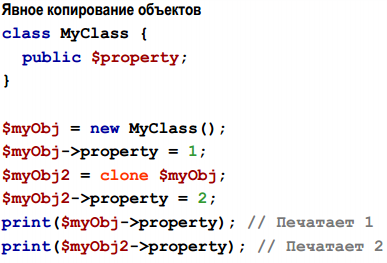 Явное копирование объектов
class MyClass {
public $property;
}
$myObj = new MyClass();
$myObj->property = 1;
$myObj2 = clone $myObj;
$myObj2->property = 2;
print($myObj->property); // Печатает 1
print($myObj2->property); // Печатает 2